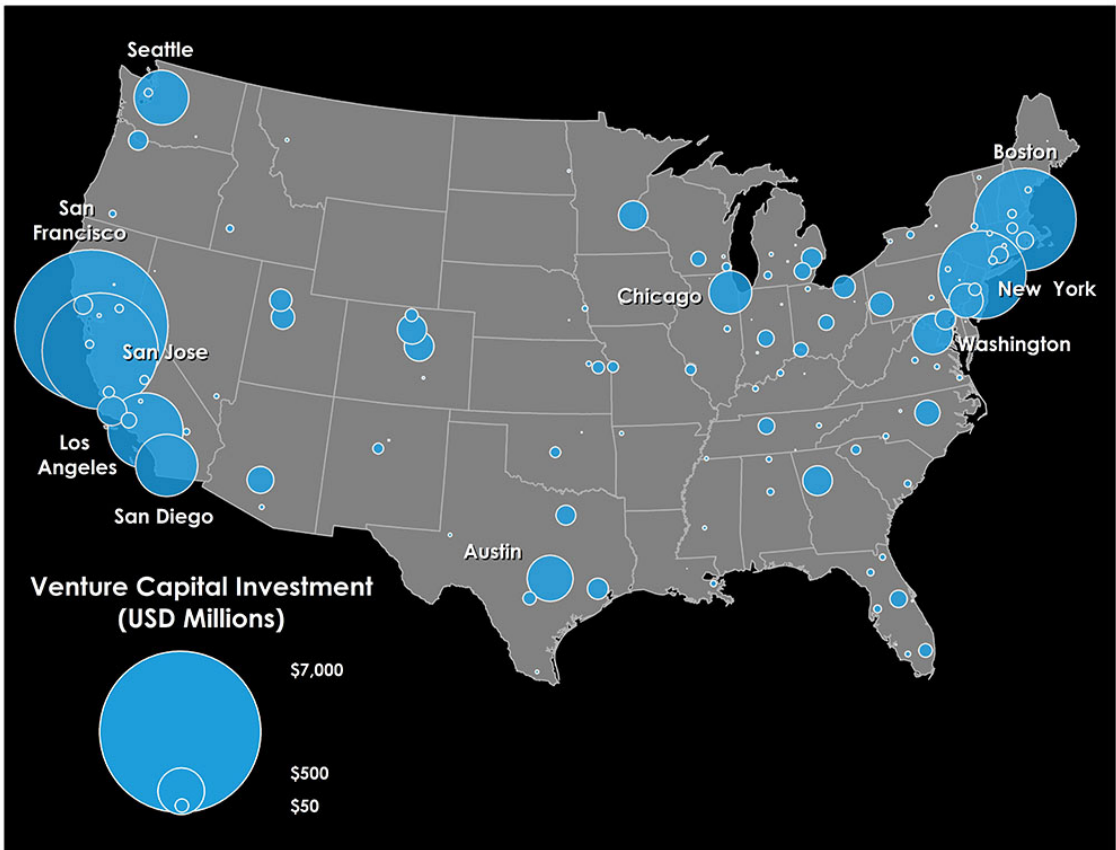 Seattle
Boston
San
Francisco
Chicago
New York
San Jose
Washington
Los
Angeles
San Diego
Austin
Venture Capital Investment
(USD Millions)
$7,000
$500
$50